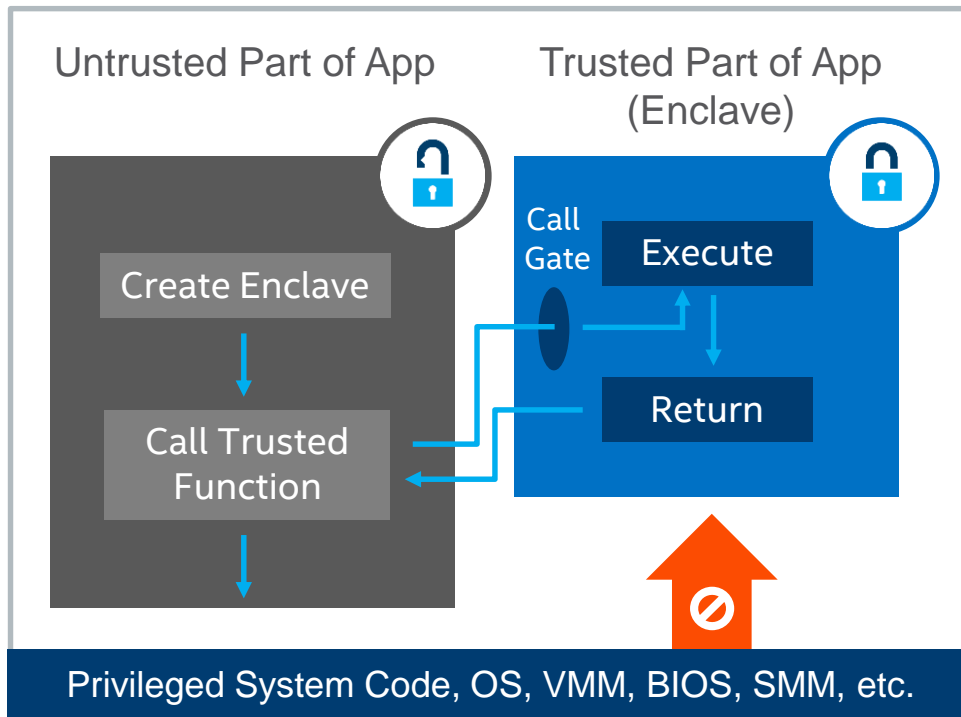 Untrusted Part of App
Trusted Part of App
(Enclave)
Create Enclave
Call Trusted
Function
Call
Gate
Execute
Return
Privileged System Code, OS, VMM, BIOS, SMM, etc.